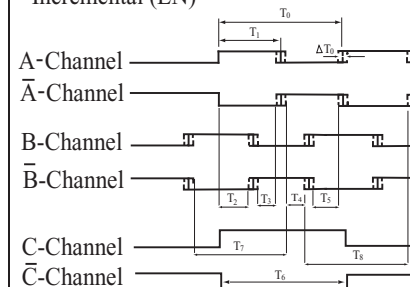 Incremental (EN)
T₀
T₁
ΔT₀
A-Channel
A̅-Channel
B-Channel
B̅-Channel
T₂ T₃ T₄ T₅
T₇ T₈
C-Channel
T₆
C̅-Channel